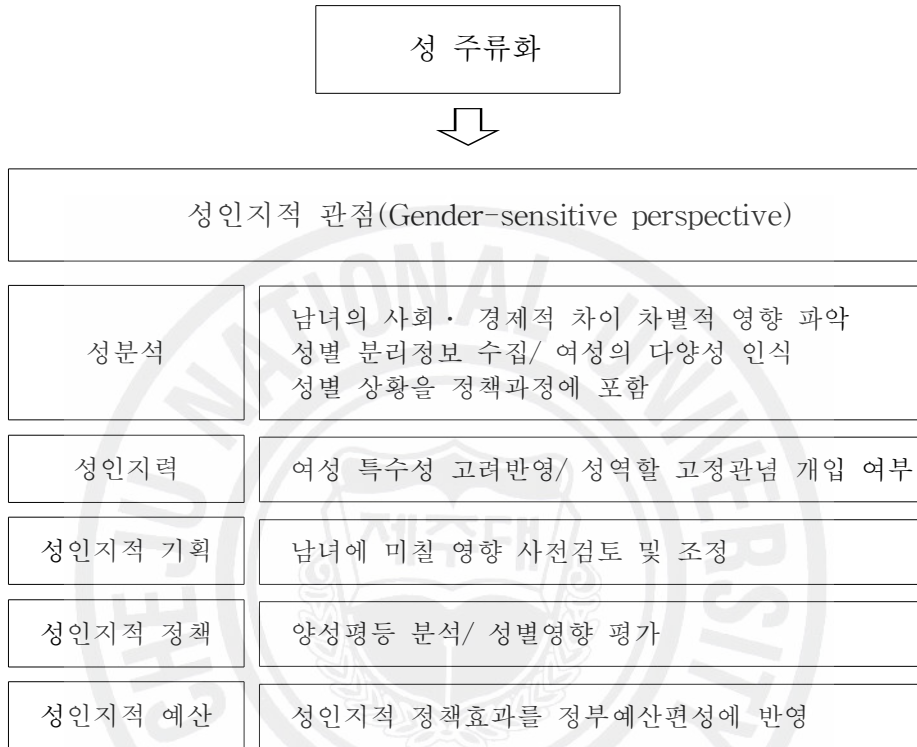 성 주류화
성인지적 관점(Gender-sensitive perspective)
성분석
남녀의 사회· 경제적 차이 차별적 영향 파악
성별 분리정보 수집/ 여성의 다양성 인식
성별 상황을 정책과정에 포함
성인지력
여성 특수성 고려반영/ 성역할 고정관념 개입 여부
성인지적 기획
남녀에 미칠 영향 사전검토 및 조정
성인지적 정책
양성평등 분석/ 성별영향 평가
성인지적 예산
성인지적 정책효과를 정부예산편성에 반영
CHEJU NATIONAL UNIVERSITY
제주대